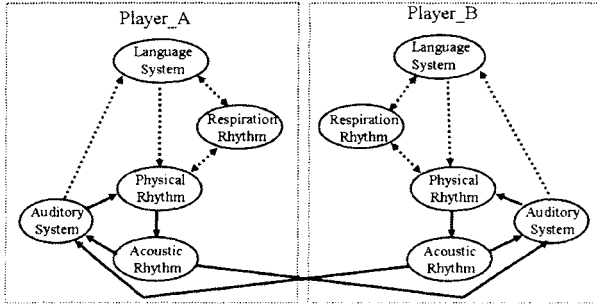 Player_A
Language
System
Respiration
Rhythm
Physical
Rhythm
Auditory
System
Acoustic
Rhythm
Player_B
Language
System
Respiration
Rhythm
Physical
Rhythm
Auditory
System
Acoustic
Rhythm